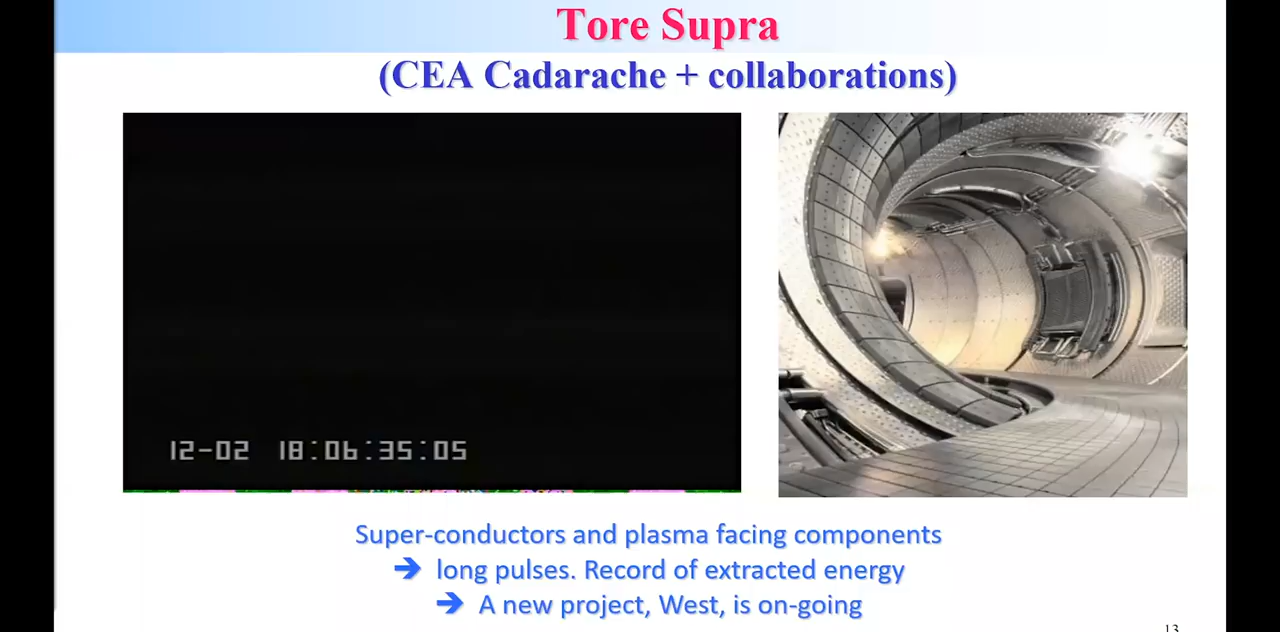 Tore Supra
(CEA Cadarache + collaborations)
12-02 18:06:35:05
Super-conductors and plasma facing components
➔ long pulses. Record of extracted energy
➔ A new project, West, is on-going
13